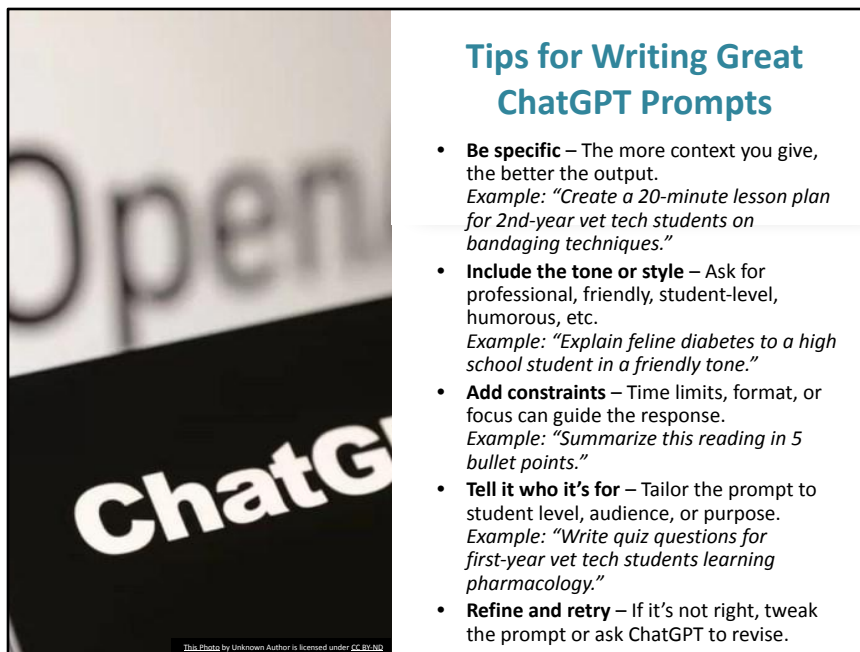 OpenA
ChatG
This Photo by Unknown Author is licensed under CC BY-ND
Tips for Writing Great
ChatGPT Prompts
• Be specific – The more context you give,
the better the output.
Example: “Create a 20-minute lesson plan
for 2nd-year vet tech students on
bandaging techniques.”
• Include the tone or style – Ask for
professional, friendly, student-level,
humorous, etc.
Example: “Explain feline diabetes to a high
school student in a friendly tone.”
• Add constraints – Time limits, format, or
focus can guide the response.
Example: “Summarize this reading in 5
bullet points.”
• Tell it who it’s for – Tailor the prompt to
student level, audience, or purpose.
Example: “Write quiz questions for
first-year vet tech students learning
pharmacology.”
• Refine and retry – If it’s not right, tweak
the prompt or ask ChatGPT to revise.